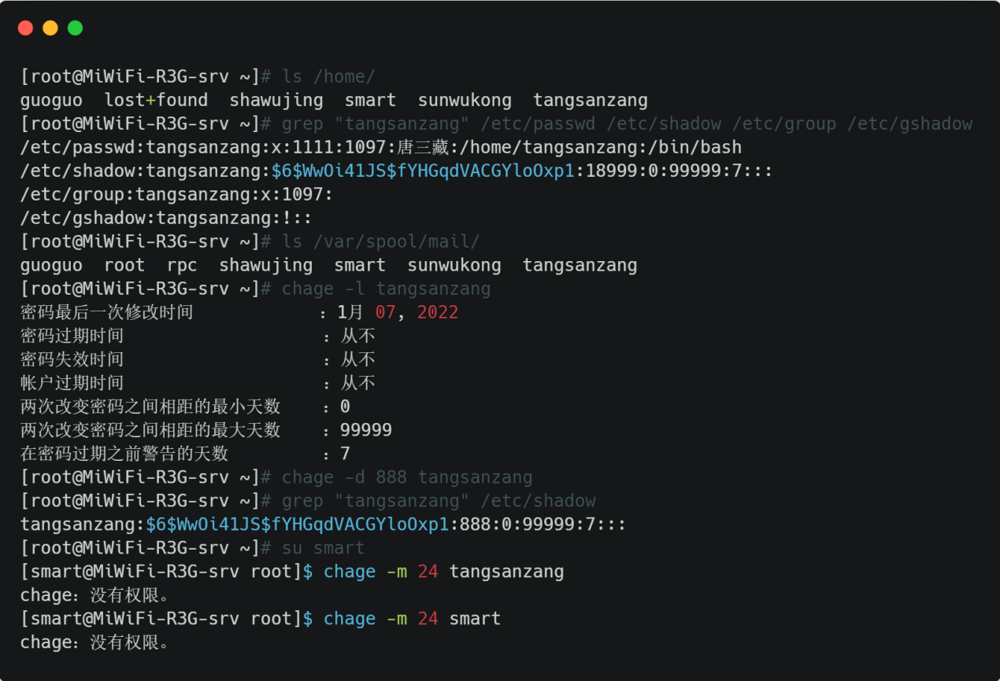 [root@MiWiFi-R3G-srv ~]# ls /home/
guoguo  lost+found  shawujing  smart  sunwukong  tangsanzang
[root@MiWiFi-R3G-srv ~]# grep "tangsanzang" /etc/passwd /etc/shadow /etc/group /etc/gshadow
/etc/passwd:tangsanzang:x:1111:1097:唐三藏:/home/tangsanzang:/bin/bash
/etc/shadow:tangsanzang:$6$WwOi41JS$fYHGqdVACGYloOxp1:18999:0:99999:7:::
/etc/group:tangsanzang:x:1097:
/etc/gshadow:tangsanzang:!::
[root@MiWiFi-R3G-srv ~]# ls /var/spool/mail/
guoguo  root  rpc  shawujing  smart  sunwukong  tangsanzang
[root@MiWiFi-R3G-srv ~]# chage -l tangsanzang
密码最后一次修改时间            ：1月 07, 2022
密码过期时间                   ：从不
密码失效时间                   ：从不
帐户过期时间                   ：从不
两次改变密码之间相距的最小天数    ：0
两次改变密码之间相距的最大天数    ：99999
在密码过期之前警告的天数         ：7
[root@MiWiFi-R3G-srv ~]# chage -d 888 tangsanzang
[root@MiWiFi-R3G-srv ~]# grep "tangsanzang" /etc/shadow
tangsanzang:$6$WwOi41JS$fYHGqdVACGYloOxp1:888:0:99999:7:::
[root@MiWiFi-R3G-srv ~]# su smart
[smart@MiWiFi-R3G-srv root]$ chage -m 24 tangsanzang
chage：没有权限。
[smart@MiWiFi-R3G-srv root]$ chage -m 24 smart
chage：没有权限。